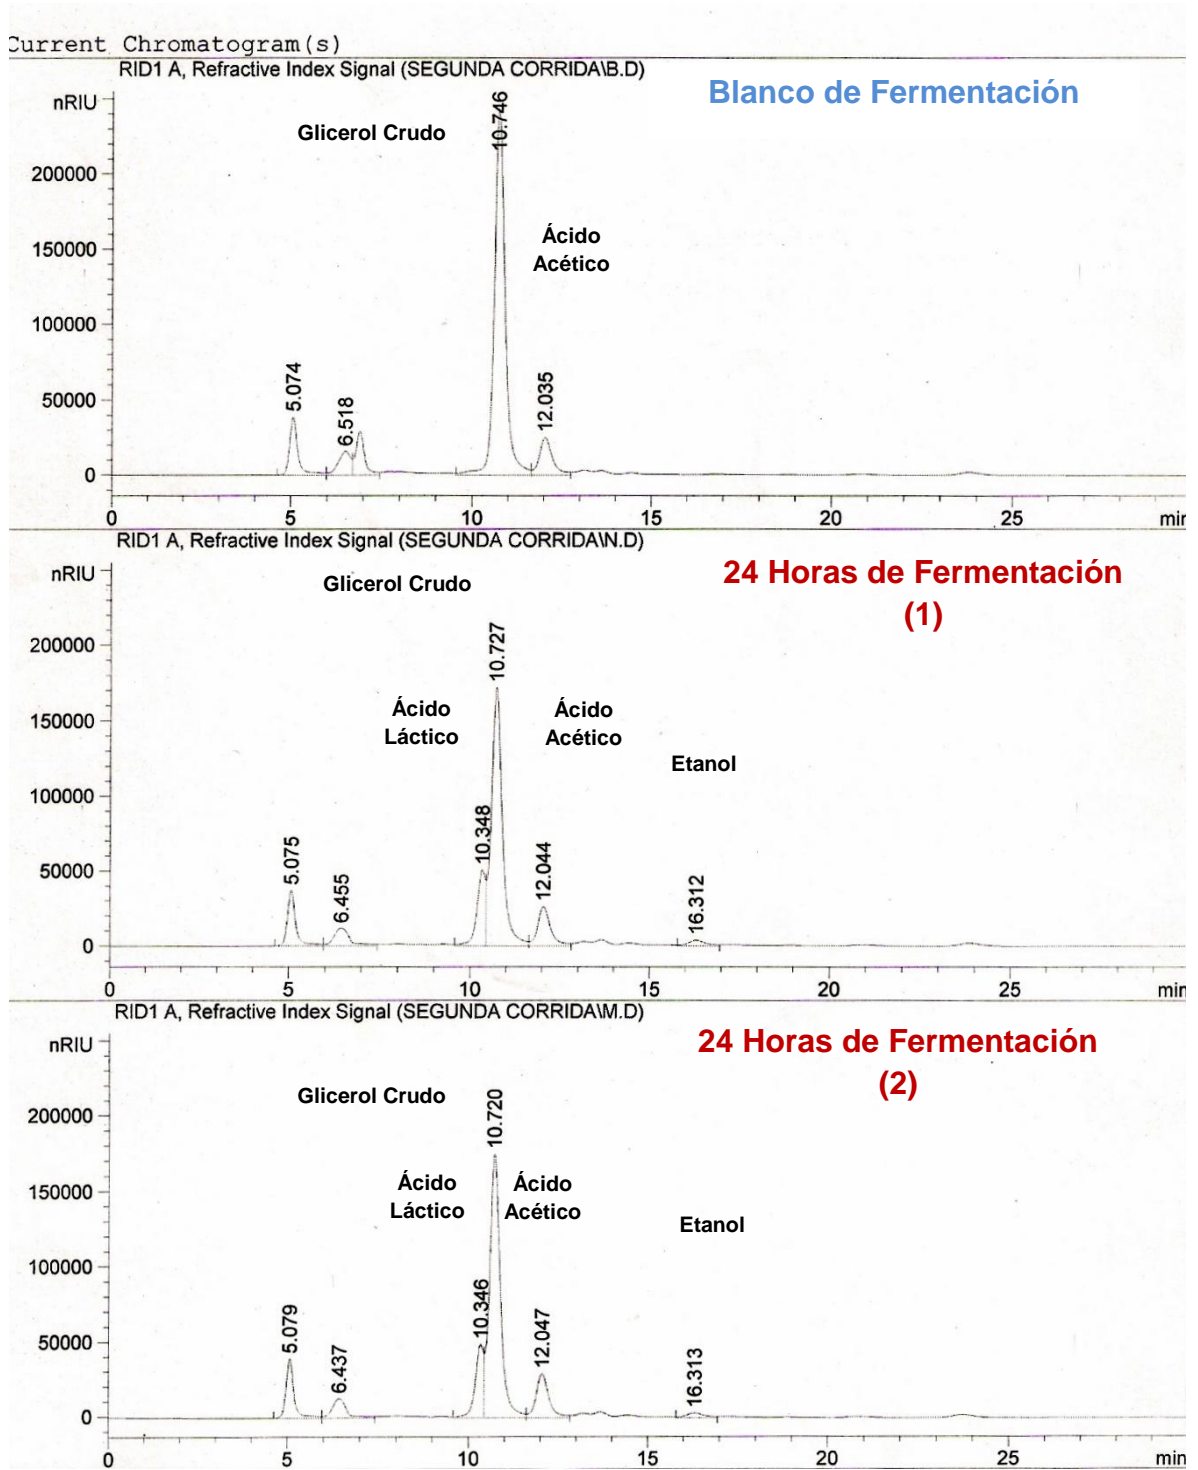 Current Chromatogram(s)
RID1 A, Refractive Index Signal (SEGUNDA CORRIDA\B.D)
Blanco de Fermentación
nRIU
Glicerol Crudo
10.746
200000
Ácido
Acético
150000
100000
50000
5.074
6.518
12.035
0
0 5 10 15 20 25 min
RID1 A, Refractive Index Signal (SEGUNDA CORRIDA\N.D)
24 Horas de Fermentación
(1)
nRIU
Glicerol Crudo
200000
10.727
Ácido
Láctico
Ácido
Acético
150000
Etanol
100000
50000
5.075
6.455
10.348
12.044
16.312
0
0 5 10 15 20 25 min
RID1 A, Refractive Index Signal (SEGUNDA CORRIDA\M.D)
24 Horas de Fermentación
(2)
nRIU
Glicerol Crudo
200000
10.720
Ácido
Láctico
Ácido
Acético
150000
Etanol
100000
50000
5.079
6.437
10.346
12.047
16.313
0
0 5 10 15 20 25 min